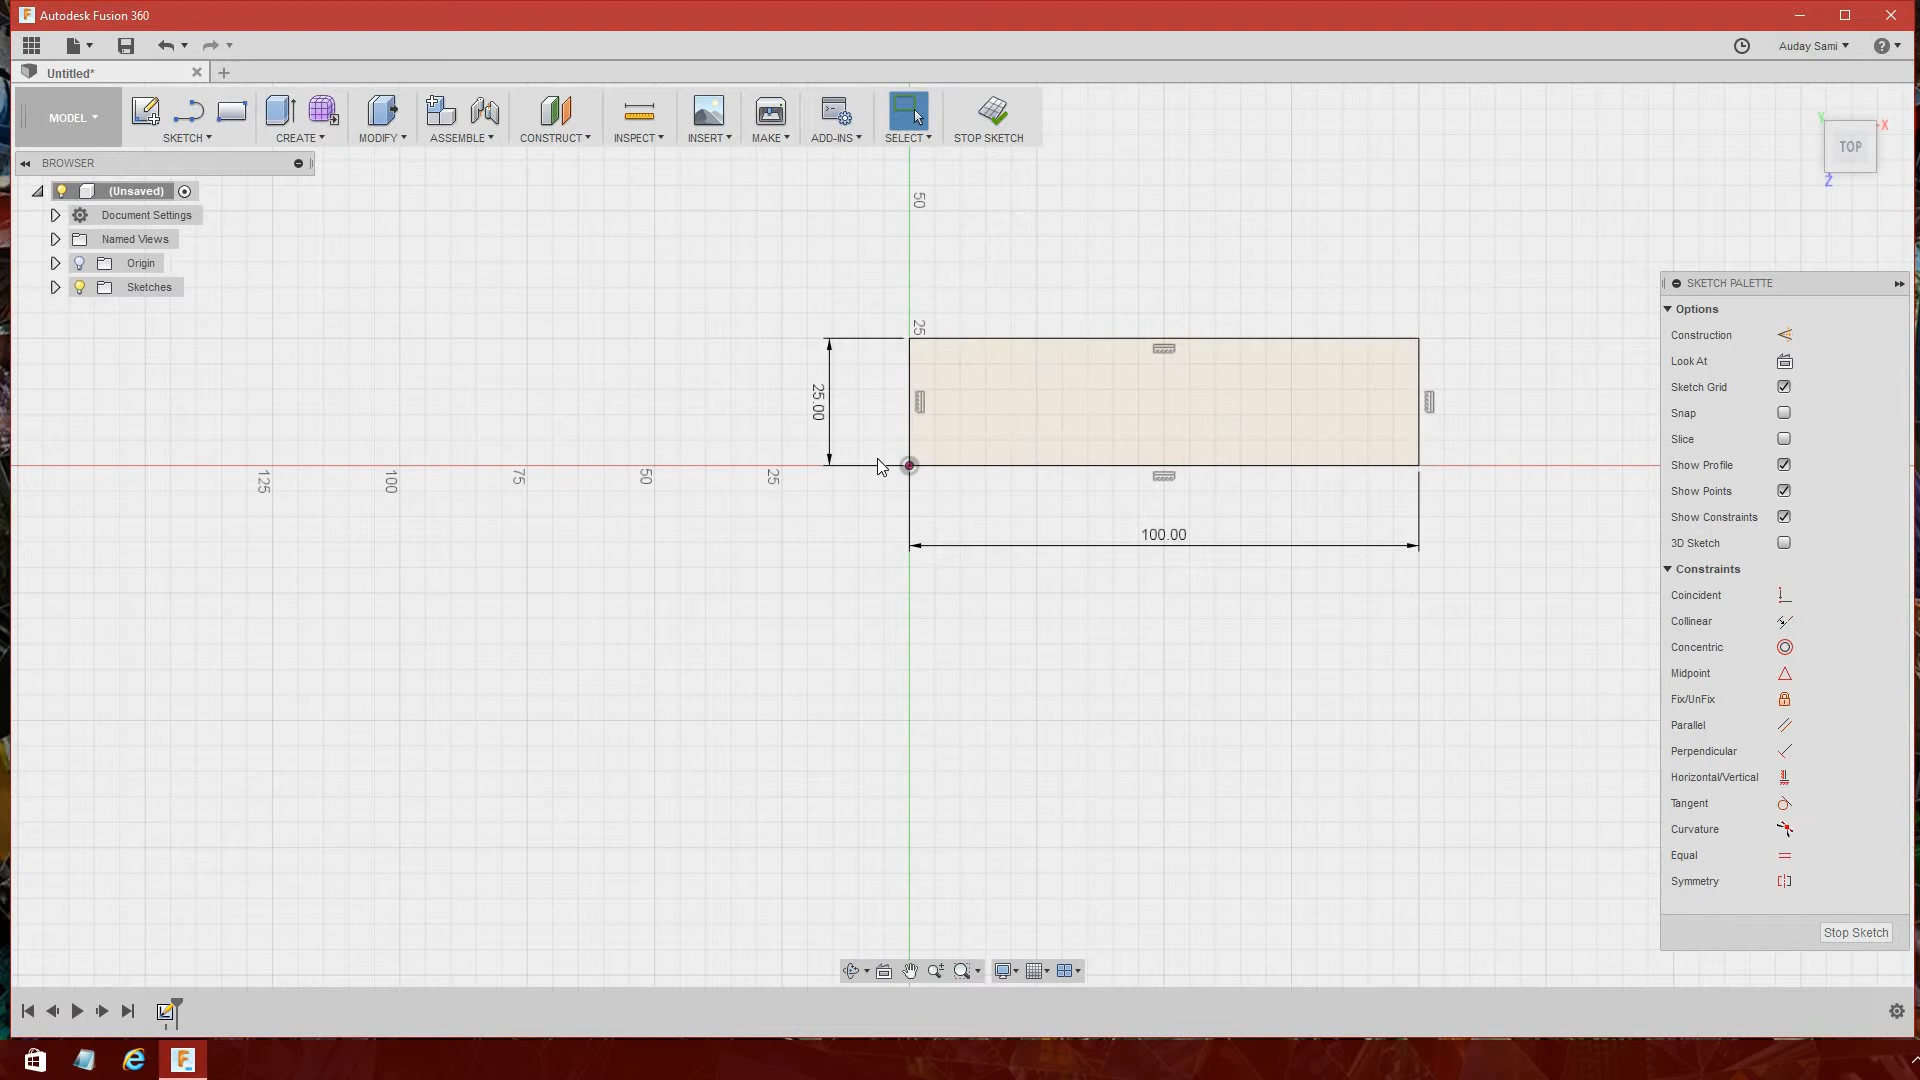 Autodesk Fusion 360
Auday Sami
Untitled*
MODEL
SKETCH
CREATE
MODIFY
ASSEMBLE
CONSTRUCT
INSPECT
INSERT
MAKE
ADD-INS
SELECT
STOP SKETCH
BROWSER
(Unsaved)
Document Settings
Named Views
Origin
Sketches
Y
X
TOP
Z
50
25
25.00
125
100
75
50
25
100.00
SKETCH PALETTE
Options
Construction
Look At
Sketch Grid
Snap
Slice
Show Profile
Show Points
Show Constraints
3D Sketch
Constraints
Coincident
Collinear
Concentric
Midpoint
Fix/UnFix
Parallel
Perpendicular
Horizontal/Vertical
Tangent
Curvature
Equal
Symmetry
Stop Sketch